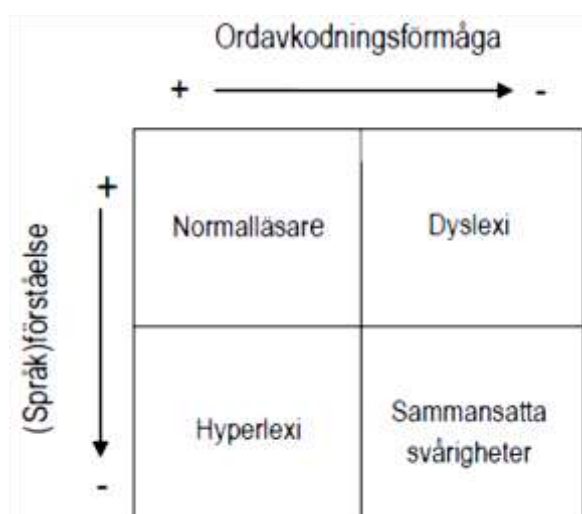 Ordavkodningsförmåga
+ -
+
Normalläsare Dyslexi
(Språk)förståelse
Hyperlexi
Sammansatta
svårigheter
-